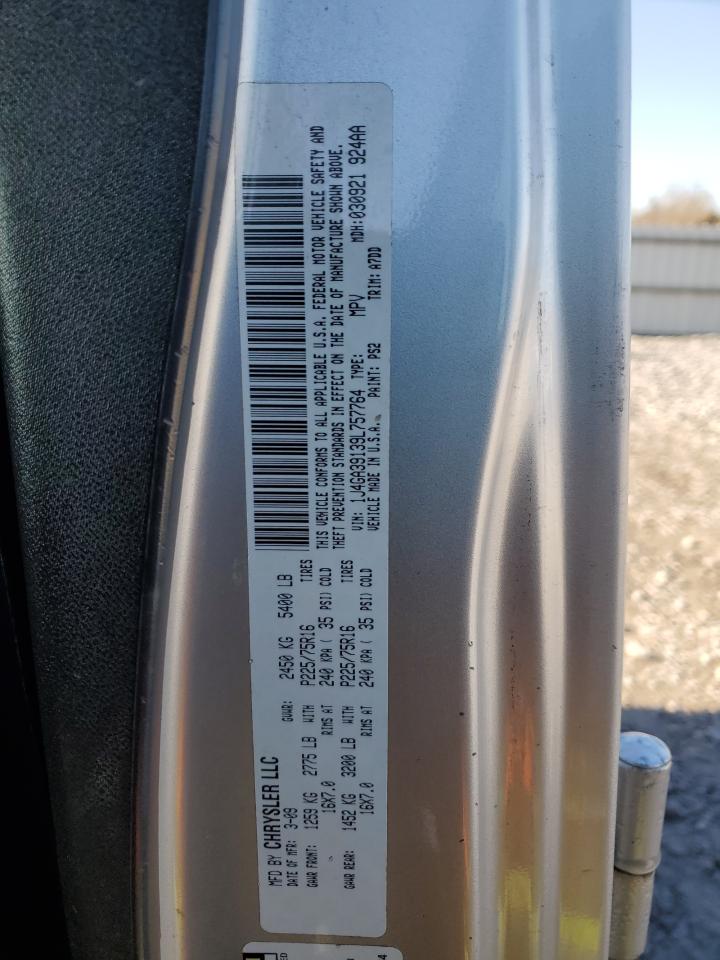 MFD BY CHRYSLER LLC
DATE OF MFR: 3-09 GVWR: 2450 KG 5400 LB
GAWR FRONT: 1259 KG 2775 LB WITH P225/75R16 TIRES
16X7.0 RIMS AT 240 KPA ( 35 PSI) COLD
GAWR REAR: 1452 KG 3200 LB WITH P225/75R16 TIRES
16X7.0 RIMS AT 240 KPA ( 35 PSI) COLD
THIS VEHICLE CONFORMS TO ALL APPLICABLE U.S.A. FEDERAL MOTOR VEHICLE SAFETY AND
THEFT PREVENTION STANDARDS IN EFFECT ON THE DATE OF MANUFACTURE SHOWN ABOVE.
VIN: 1J4GA39139L757764 TYPE: MPV MDH:030921 924AA
VEHICLE MADE IN U.S.A. PAINT: PS2 TRIM: A7DD